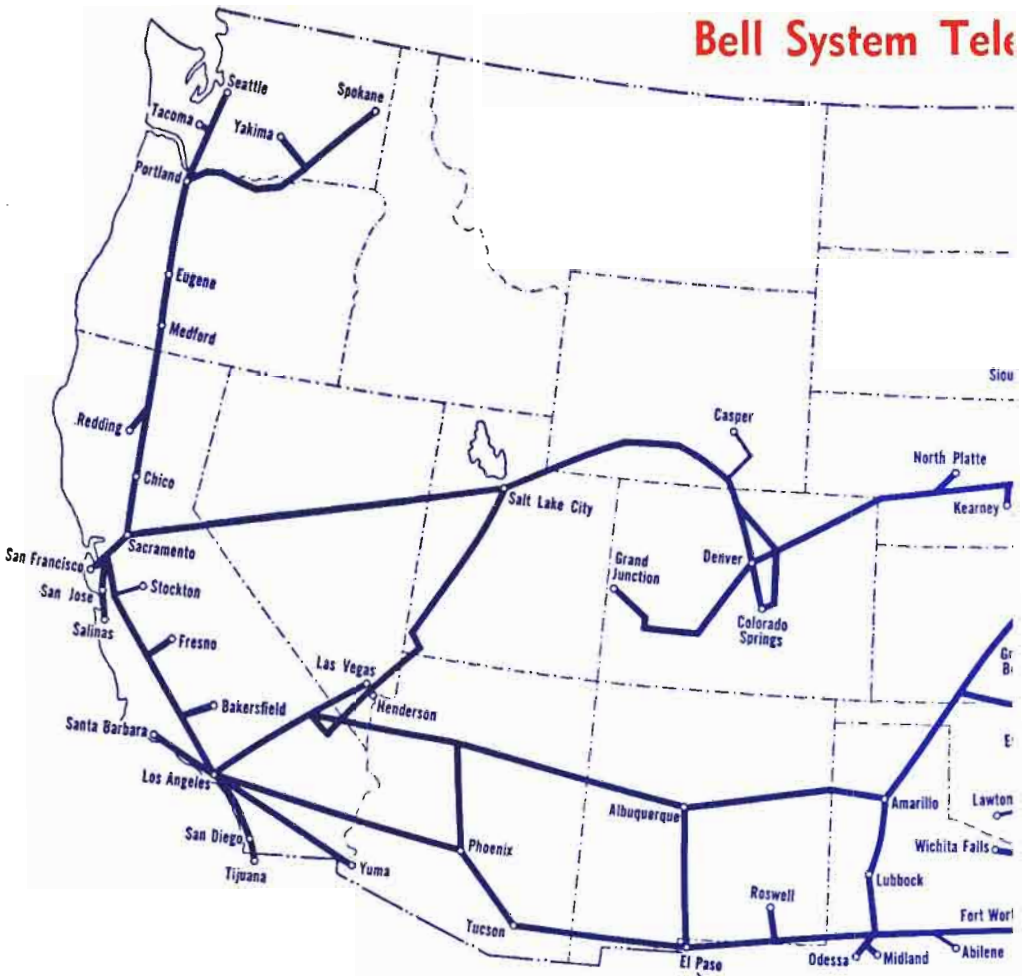 Bell System Tele
Seattle
Spokane
Tacoma
Yakima
Portland
Eugene
Medford
Siou
Redding
Casper
North Platte
Chico
Salt Lake City
Kearney
Sacramento
San Francisco
Grand
Junction
Denver
San Jose
Stockton
Salinas
Colorado
Springs
Fresno
Gr
B
Las Vegas
Henderson
Bakersfield
Santa Barbara
E
Los Angeles
Albuquerque
Amarillo
Lawton
San Diego
Phoenix
Wichita Falls
Tijuana
Yuma
Lubbock
Roswell
Tucson
Fort Wort
El Paso
Odessa
Midland
Abilene